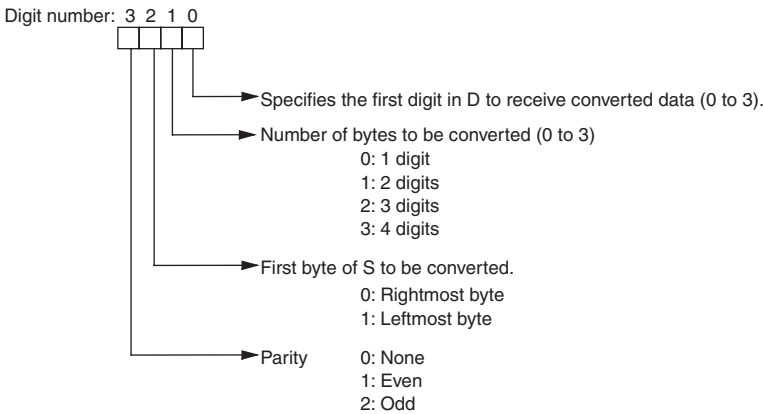 Digit number: 3 2 1 0
Specifies the first digit in D to receive converted data (0 to 3).
Number of bytes to be converted (0 to 3)
0: 1 digit
1: 2 digits
2: 3 digits
3: 4 digits
First byte of S to be converted.
0: Rightmost byte
1: Leftmost byte
Parity 0: None
1: Even
2: Odd